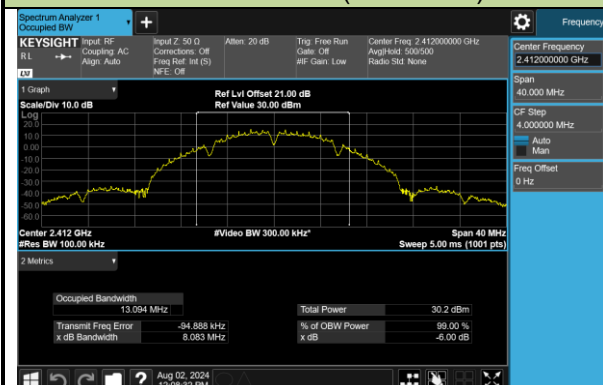 Spectrum Analyzer 1
Occupied BW
Frequency
KEYSIGHT
R L
Input: RF
Coupling: AC
Align: Auto
Input Z: 50 Ω
Corrections: Off
Freq Ref: Int (S)
NFE: Off
Atten: 20 dB
Trig: Free Run
Gate: Off
#IF Gain: Low
Center Freq: 2.412000000 GHz
Avg|Hold: 500/500
Radio Std: None
Center Frequency
2.412000000 GHz
Span
40.000 MHz
CF Step
4.000000 MHz
Auto
Man
Freq Offset
0 Hz
1 Graph
Scale/Div 10.0 dB
Ref Lvl Offset 21.00 dB
Ref Value 30.00 dBm
Log
20.0
10.0
0.00
-10.0
-20.0
-30.0
-40.0
-50.0
-60.0
Center 2.412 GHz
#Video BW 300.00 kHz*
Span 40 MHz
#Res BW 100.00 kHz
Sweep 5.00 ms (1001 pts)
2 Metrics
Occupied Bandwidth
13.094 MHz
Total Power
30.2 dBm
Transmit Freq Error
-94.888 kHz
% of OBW Power
99.00 %
x dB Bandwidth
8.083 MHz
x dB
-6.00 dB
Aug 02, 2024